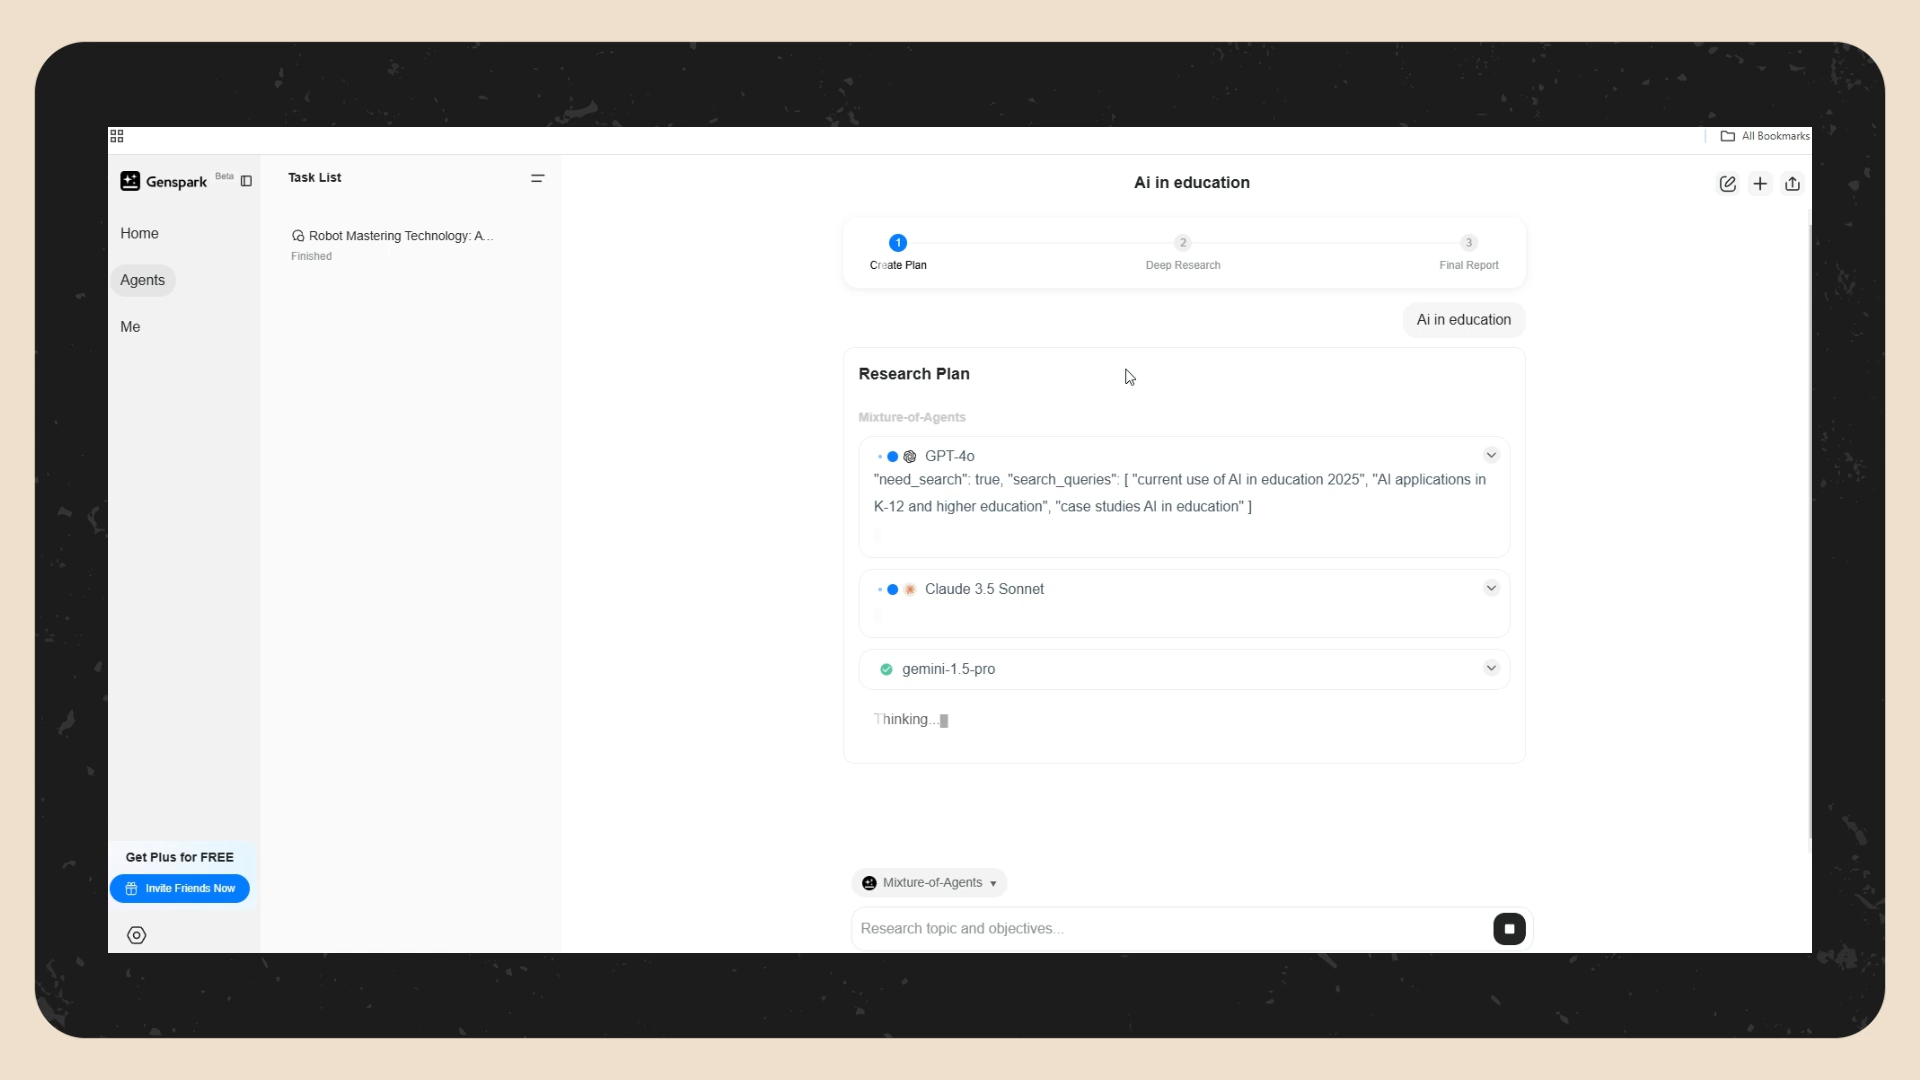 All Bookmarks
Genspark Beta
Home
Agents
Me
Get Plus for FREE
Invite Friends Now
Task List
Robot Mastering Technology: A...
Finished
Ai in education
1
2
3
Create Plan
Deep Research
Final Report
Ai in education
Research Plan
Mixture-of-Agents
GPT-4o
"need_search": true, "search_queries": [ "current use of AI in education 2025", "AI applications in
K-12 and higher education", "case studies AI in education" ]
Claude 3.5 Sonnet
gemini-1.5-pro
Thinking...
Mixture-of-Agents
Research topic and objectives...